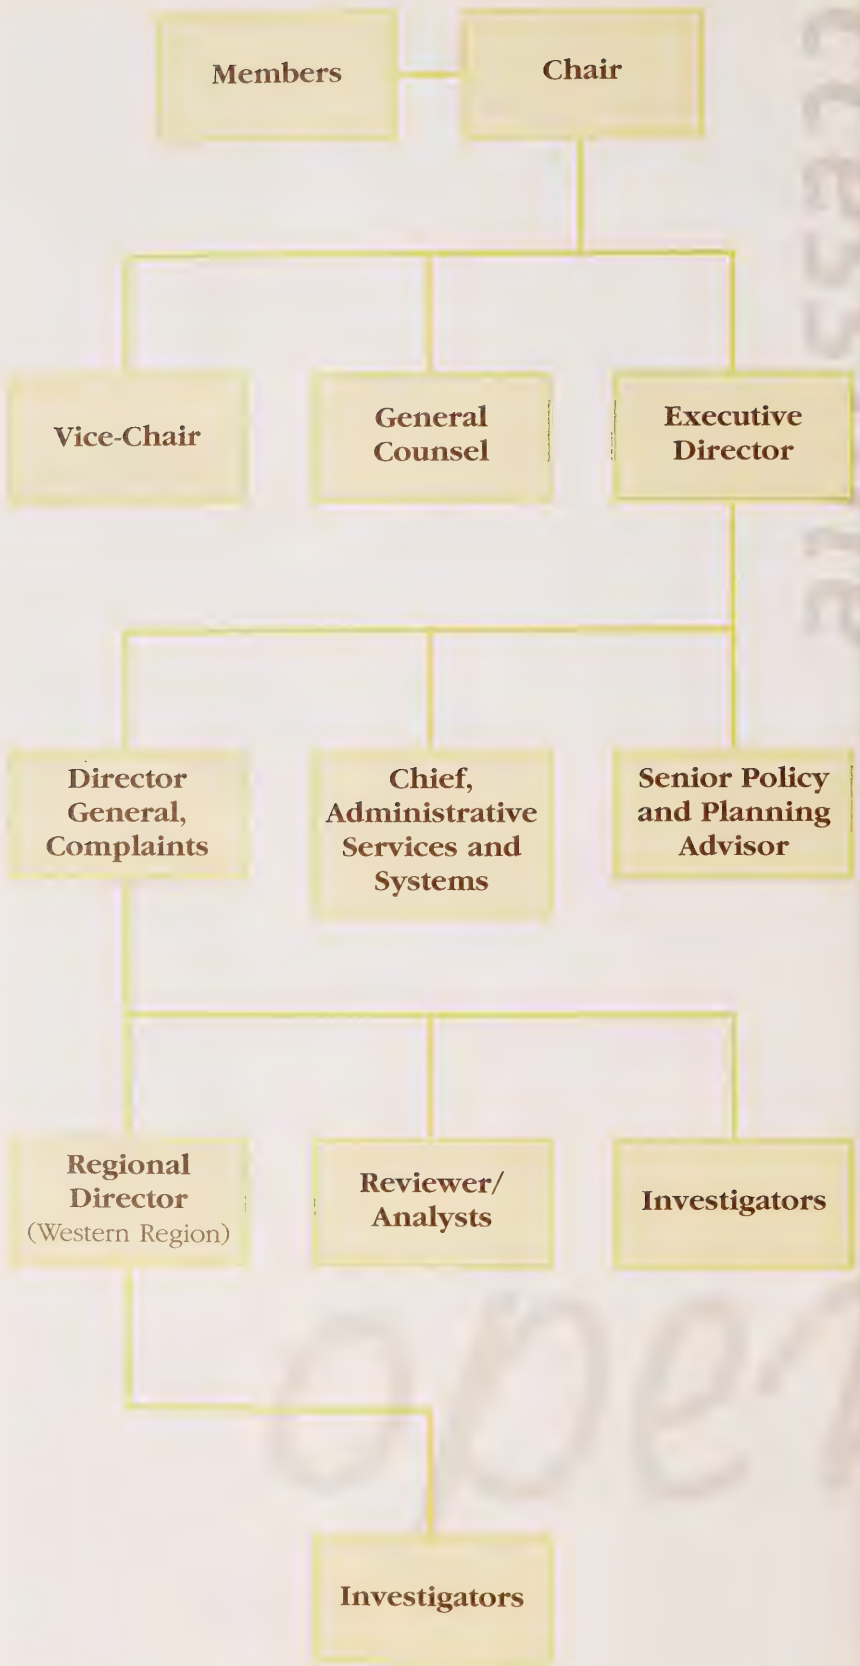 Members
Chair
Vice-Chair
General
Counsel
Executive
Director
Director
General,
Complaints
Chief,
Administrative
Services and
Systems
Senior Policy
and Planning
Advisor
Regional
Director
(Western Region)
Reviewer/
Analysts
Investigators
Investigators